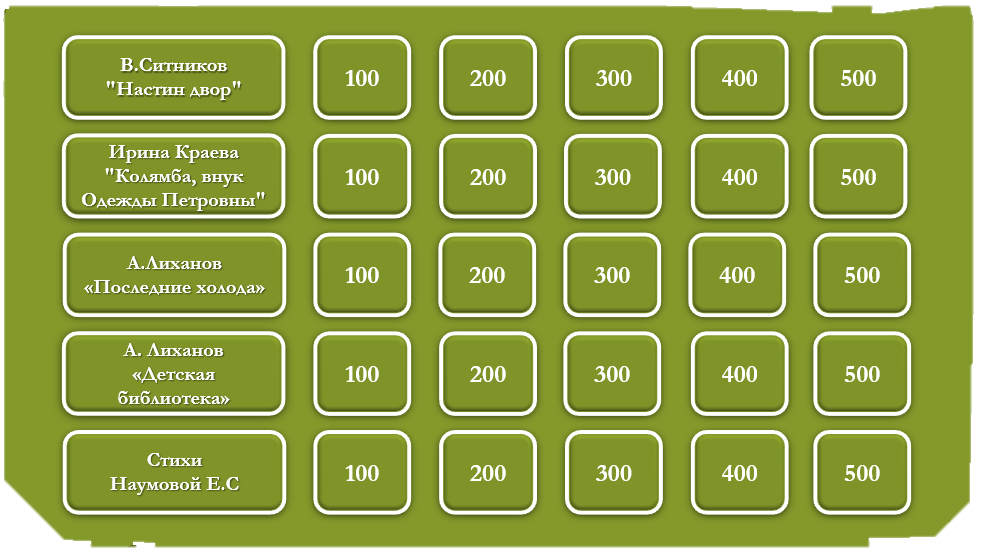 В.Ситников
"Настин двор"
100 200 300 400 500
Ирина Краева
"Колямба, внук
Одежды Петровны"
100 200 300 400 500
А.Лиханов
«Последние холода»
100 200 300 400 500
А. Лиханов
«Детская
библиотека»
100 200 300 400 500
Стихи
Наумовой Е.С
100 200 300 400 500